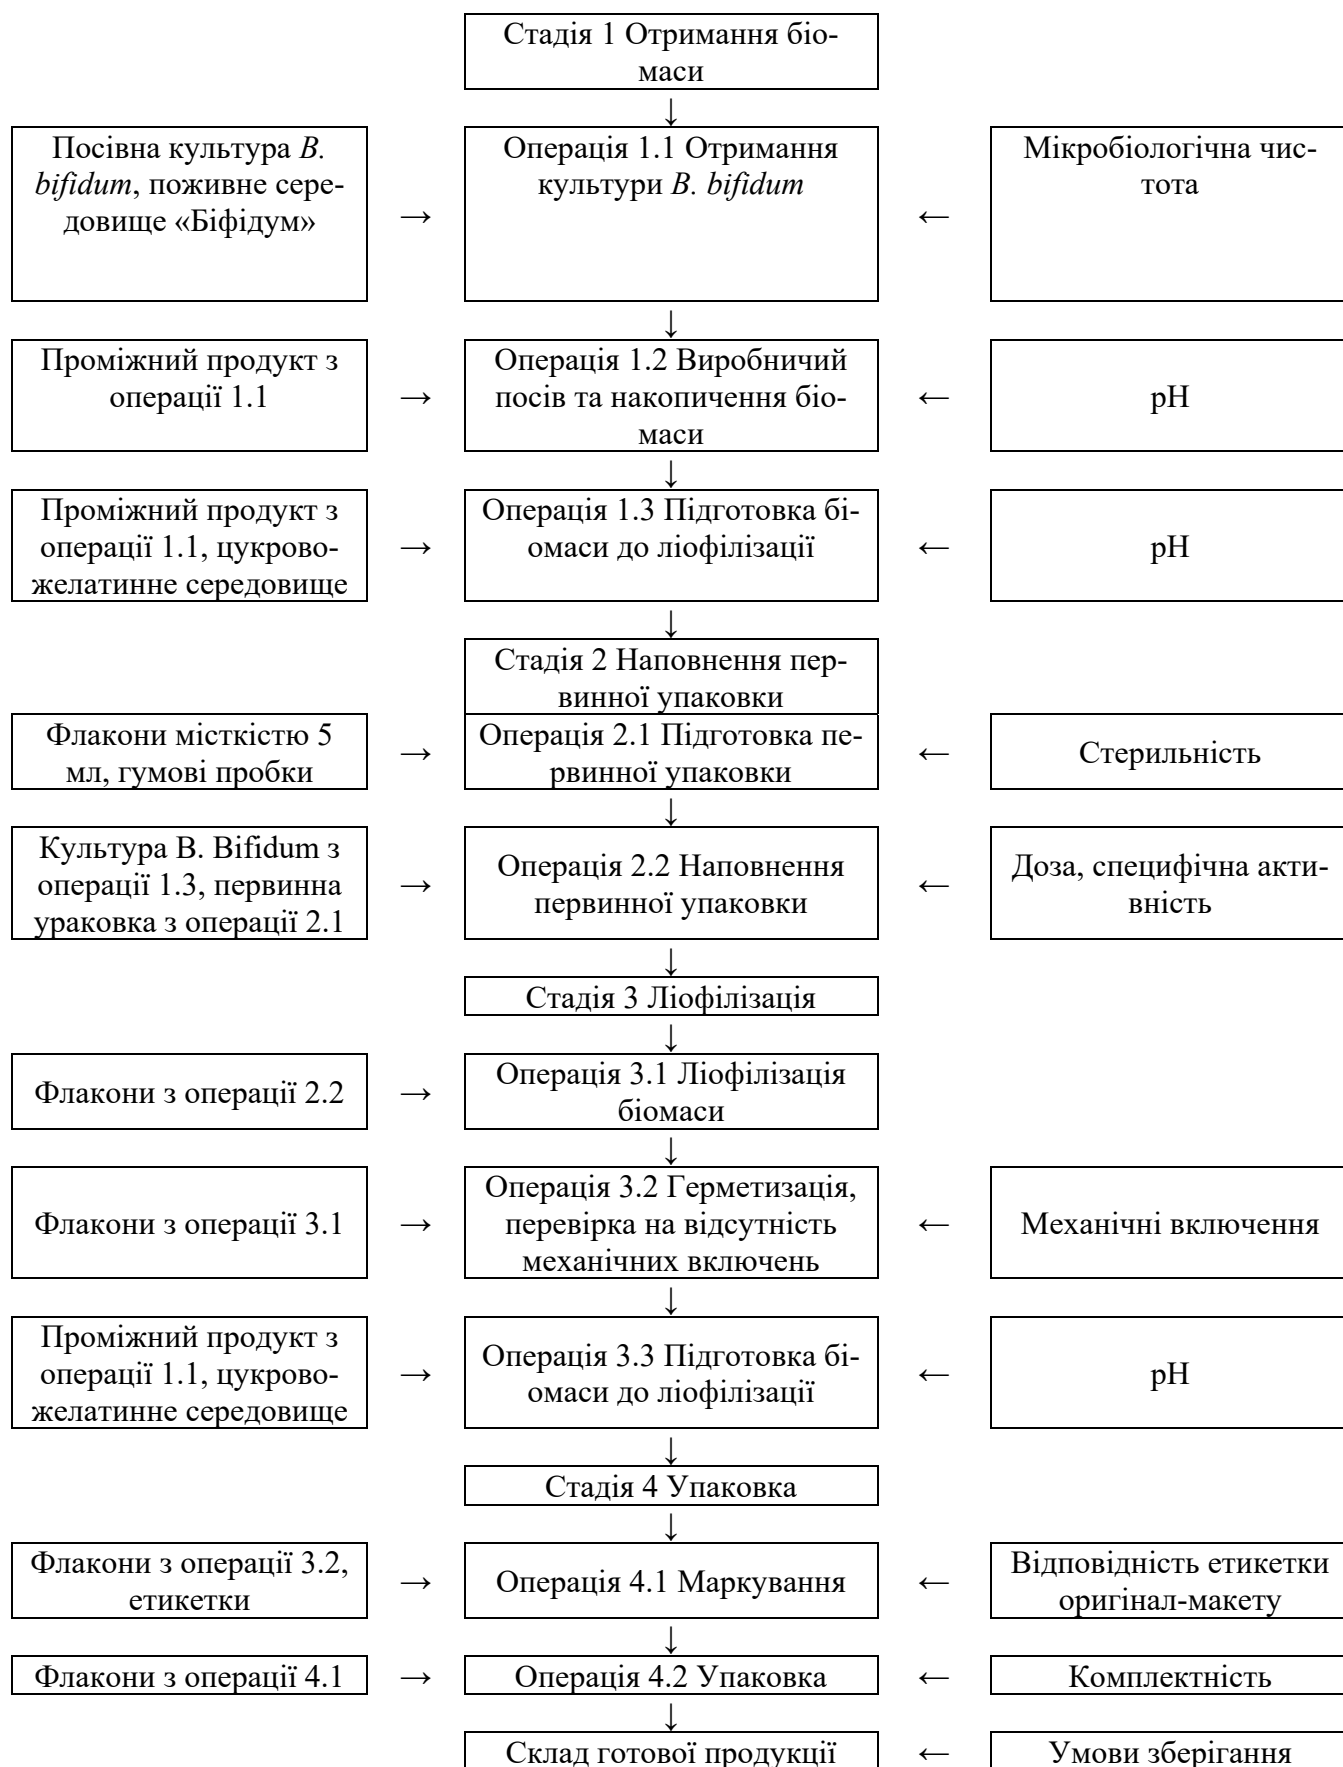 Стадія 1 Отримання біо-
маси
↓
Посівна культура B.
bifidum, поживне сере-
довище «Біфідум»
→
Операція 1.1 Отримання
культури B. bifidum
←
Мікробіологічна чис-
тота
↓
Проміжний продукт з
операції 1.1
→
Операція 1.2 Виробничий
посів та накопичення біо-
маси
←
pH
↓
Проміжний продукт з
операції 1.1, цукрово-
желатинне середовище
→
Операція 1.3 Підготовка бі-
омаси до ліофілізації
←
pH
↓
Стадія 2 Наповнення пер-
винної упаковки
Флакони місткістю 5
мл, гумові пробки
→
Операція 2.1 Підготовка пе-
рвинної упаковки
←
Стерильність
↓
Культура B. Bifidum з
операції 1.3, первинна
ураковка з операції 2.1
→
Операція 2.2 Наповнення
первинної упаковки
←
Доза, специфічна акти-
вність
↓
Стадія 3 Ліофілізація
↓
Флакони з операції 2.2
→
Операція 3.1 Ліофілізація
біомаси
↓
Флакони з операції 3.1
→
Операція 3.2 Герметизація,
перевірка на відсутність
механічних включень
←
Механічні включення
↓
Проміжний продукт з
операції 1.1, цукрово-
желатинне середовище
→
Операція 3.3 Підготовка бі-
омаси до ліофілізації
←
pH
↓
Стадія 4 Упаковка
↓
Флакони з операції 3.2,
етикетки
→
Операція 4.1 Маркування
←
Відповідність етикетки
оригінал-макету
↓
Флакони з операції 4.1
→
Операція 4.2 Упаковка
←
Комплектність
↓
Склад готової продукції
←
Умови зберігання